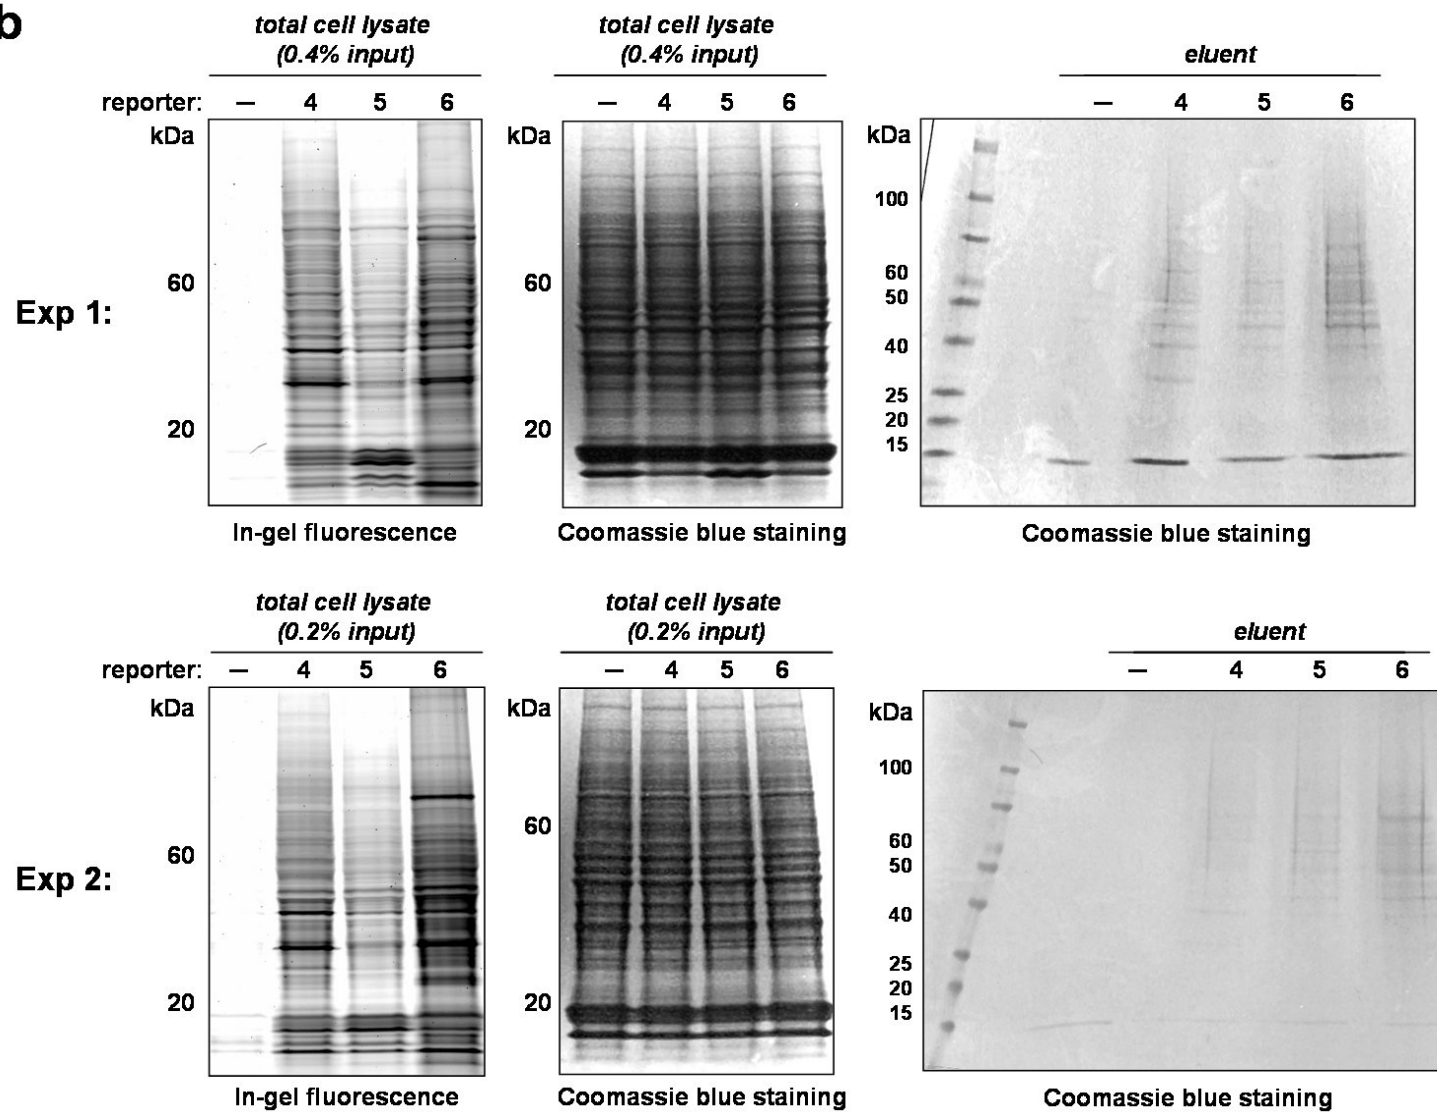 b
total cell lysate
(0.4% input)
total cell lysate
(0.4% input)
eluent
reporter: – 4 5 6
– 4 5 6
– 4 5 6
kDa
60
20
kDa
60
20
kDa
100
60
50
40
25
20
15
Exp 1:
In-gel fluorescence
Coomassie blue staining
Coomassie blue staining
total cell lysate
(0.2% input)
total cell lysate
(0.2% input)
eluent
reporter: – 4 5 6
– 4 5 6
– 4 5 6
kDa
60
20
kDa
60
20
kDa
100
60
50
40
25
20
15
Exp 2:
In-gel fluorescence
Coomassie blue staining
Coomassie blue staining